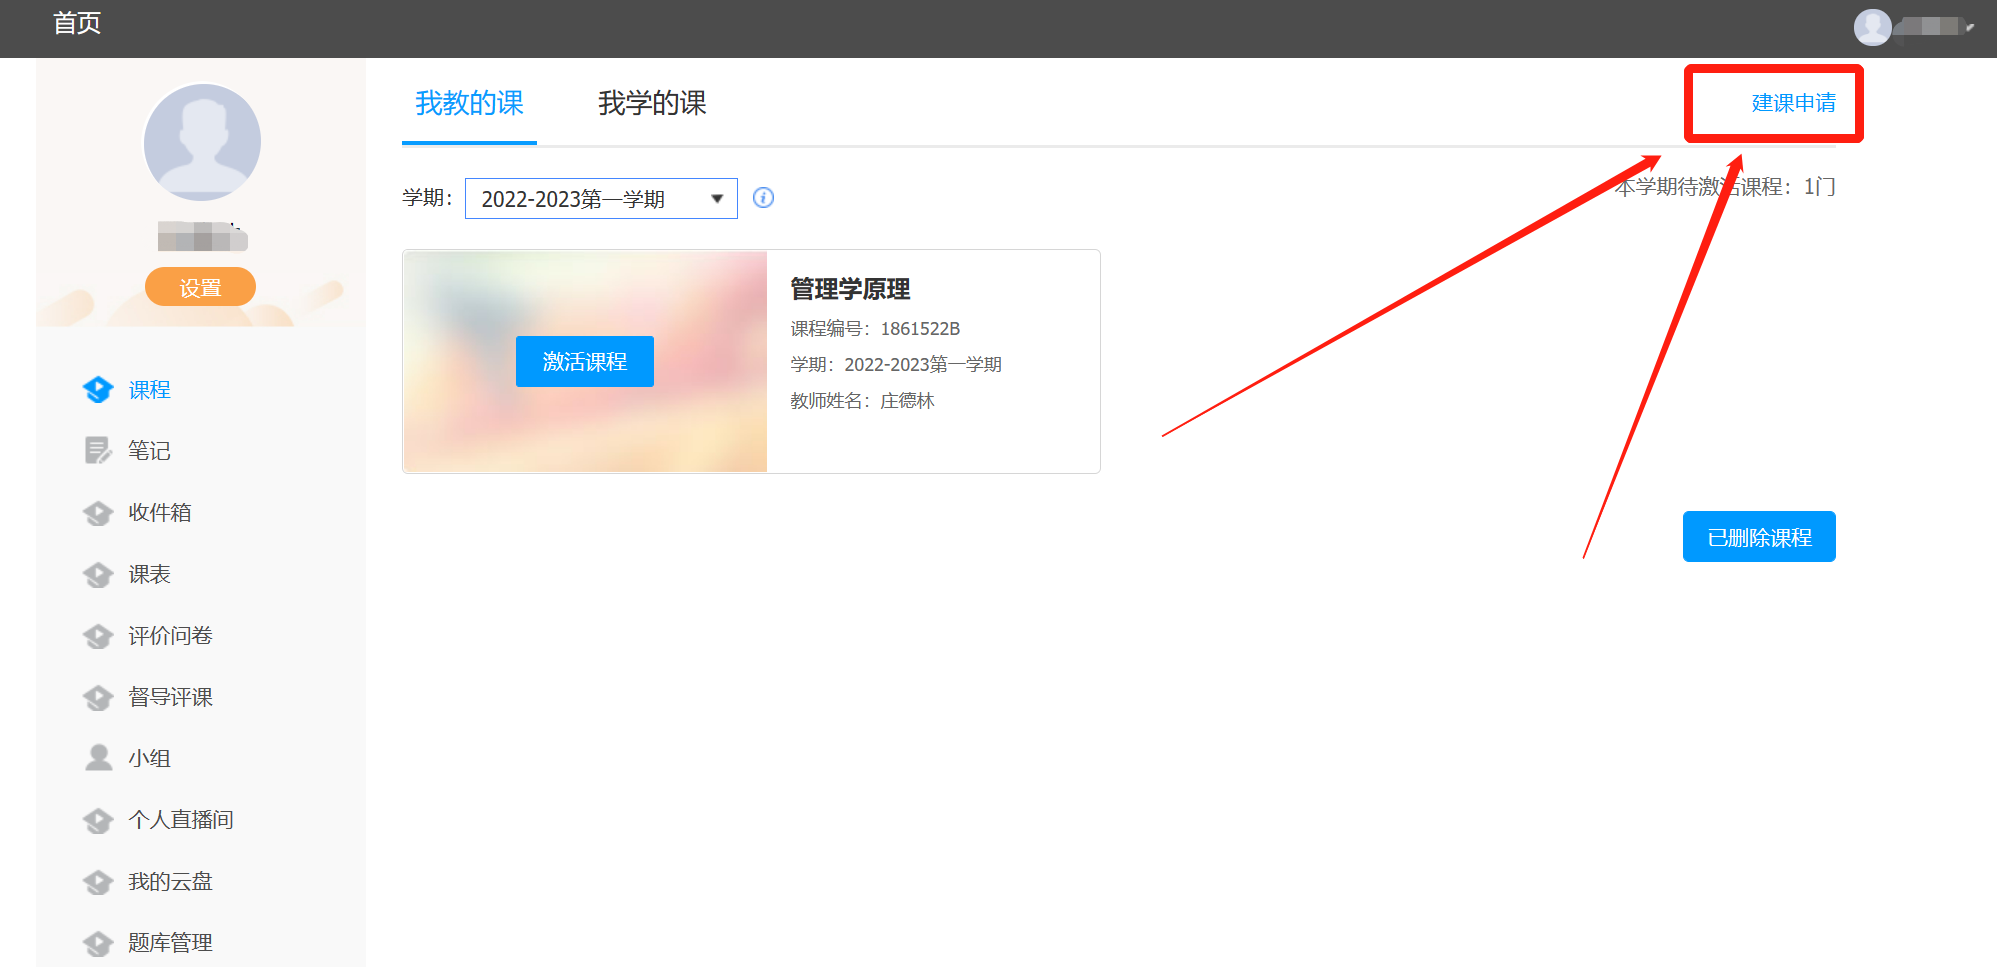 首页
设置
课程
笔记
收件箱
课表
评价问卷
督导评课
小组
个人直播间
我的云盘
题库管理
我教的课
我学的课
建课申请
学期：
2022-2023第一学期
本学期待激活课程：1门
激活课程
管理学原理
课程编号：1861522B
学期：2022-2023第一学期
教师姓名：庄德林
已删除课程